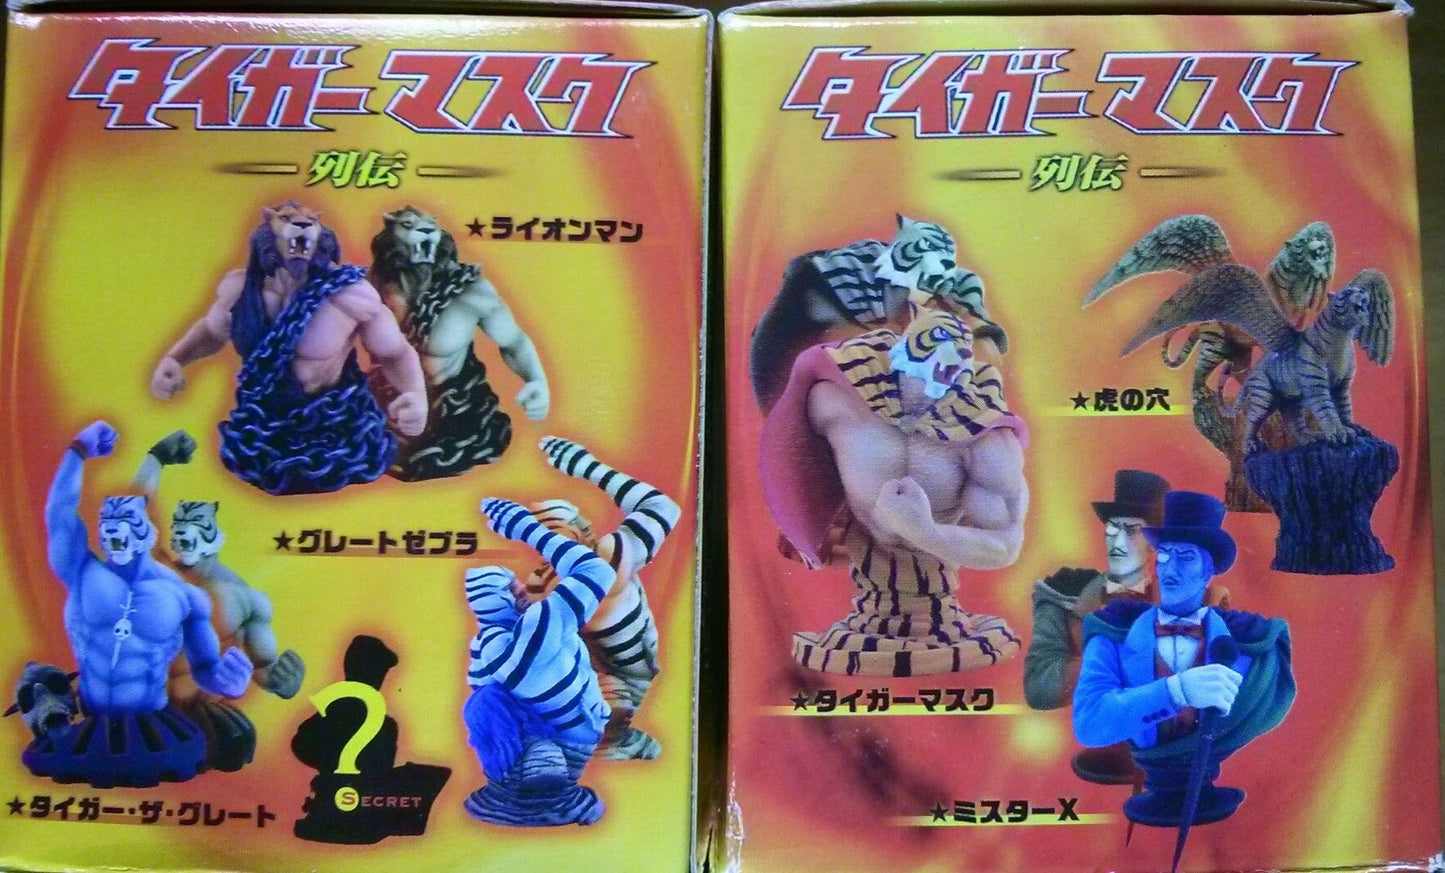 タイガーマスク
列伝
★ライオンマン
★グレートゼブラ
?
SECRET
★タイガー・ザ・グレート
タイガーマスク
列伝
★虎の穴
★タイガーマスク
★ミスターX